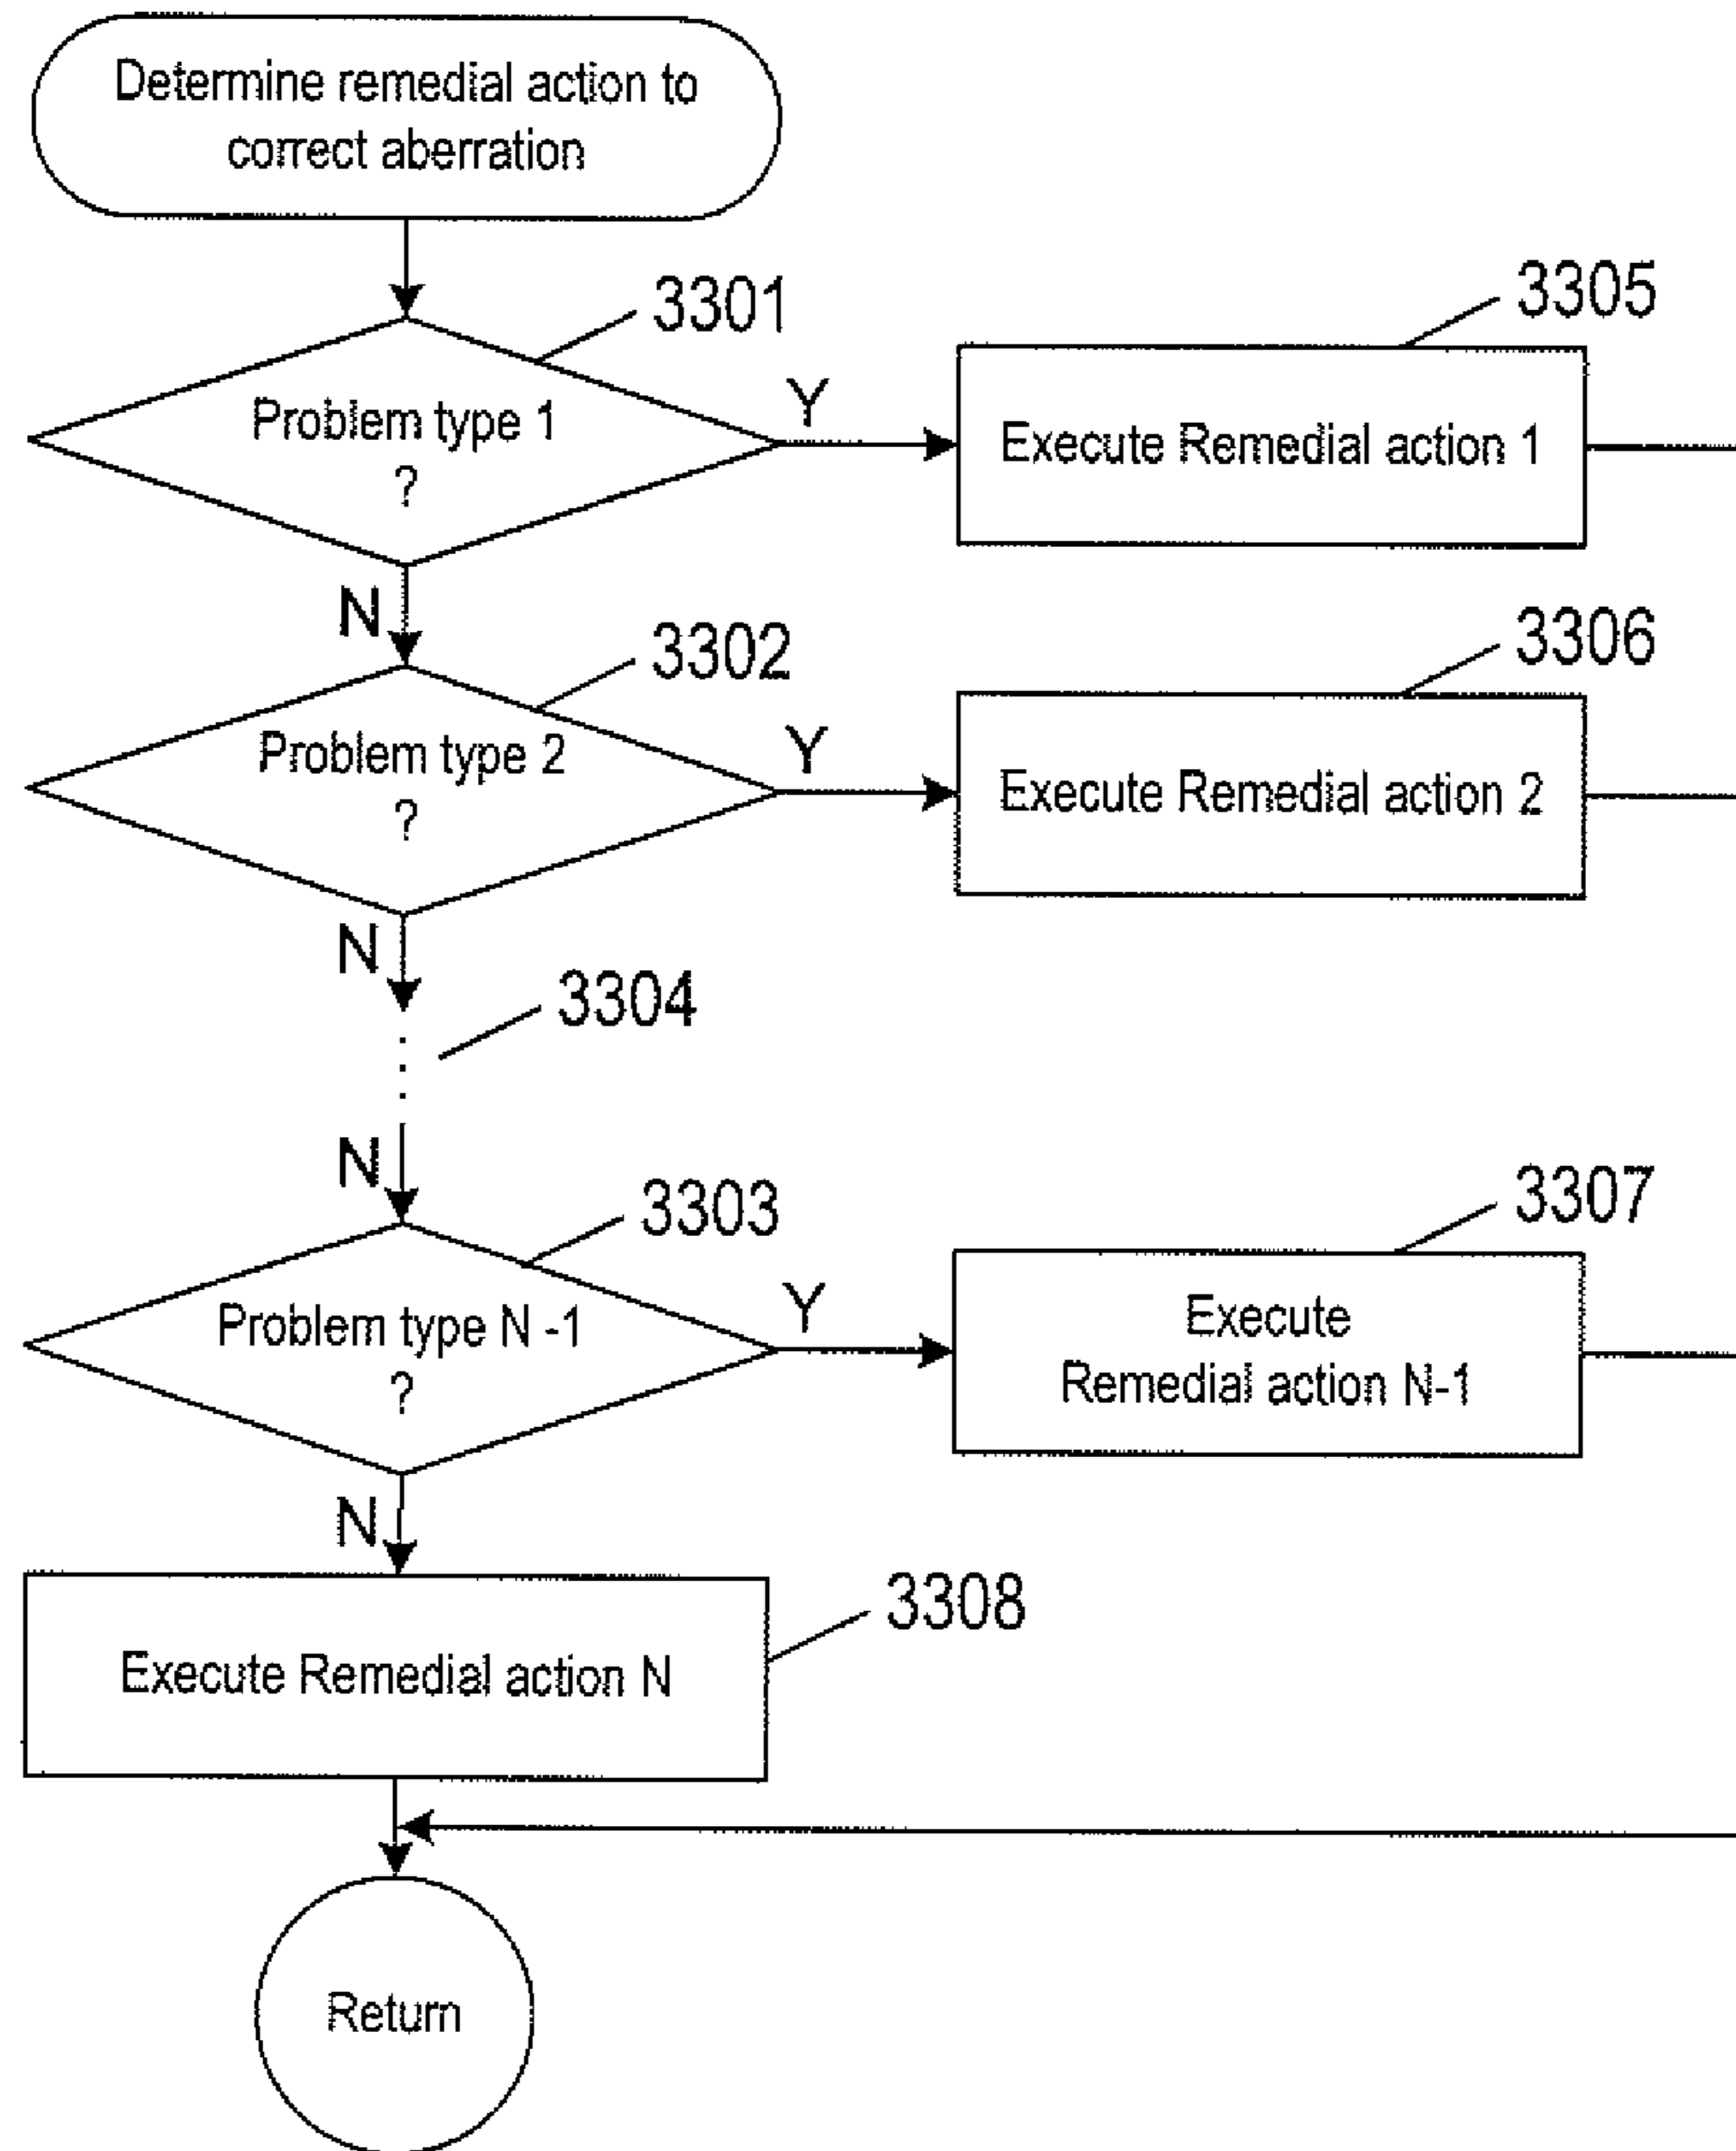 Determine remedial action to
correct aberration
3301
3305
Problem type 1
?
Y
Execute Remedial action 1
N
3302
3306
Problem type 2
?
Y
Execute Remedial action 2
N
3304
N
3303
3307
Problem type N -1
?
Y
Execute
Remedial action N-1
N
3308
Execute Remedial action N
Return